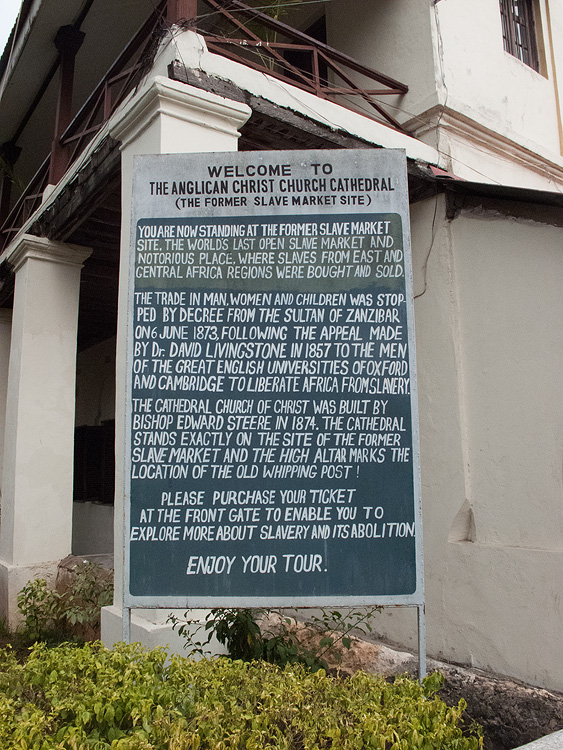 WELCOME TO
THE ANGLICAN CHRIST CHURCH CATHEDRAL
(THE FORMER SLAVE MARKET SITE)
YOU ARE NOW STANDING AT THE FORMER SLAVE MARKET
SITE, THE WORLD'S LAST OPEN SLAVE MARKET AND
NOTORIOUS PLACE, WHERE SLAVES FROM EAST AND
CENTRAL AFRICA REGIONS WERE BOUGHT AND SOLD.
THE TRADE IN MAN, WOMEN AND CHILDREN WAS STOP-
PED BY DECREE FROM THE SULTAN OF ZANZIBAR
ON 6 JUNE 1873, FOLLOWING THE APPEAL MADE
BY Dr. DAVID LIVINGSTONE IN 1857 TO THE MEN
OF THE GREAT ENGLISH UNIVERSITIES OF OXFORD
AND CAMBRIDGE TO LIBERATE AFRICA FROM SLAVERY.
THE CATHEDRAL CHURCH OF CHRIST WAS BUILT BY
BISHOP EDWARD STEERE IN 1874. THE CATHEDRAL
STANDS EXACTLY ON THE SITE OF THE FORMER
SLAVE MARKET AND THE HIGH ALTAR MARKS THE
LOCATION OF THE OLD WHIPPING POST !
PLEASE PURCHASE YOUR TICKET
AT THE FRONT GATE TO ENABLE YOU TO
EXPLORE MORE ABOUT SLAVERY AND ITS ABOLITION.
ENJOY YOUR TOUR.